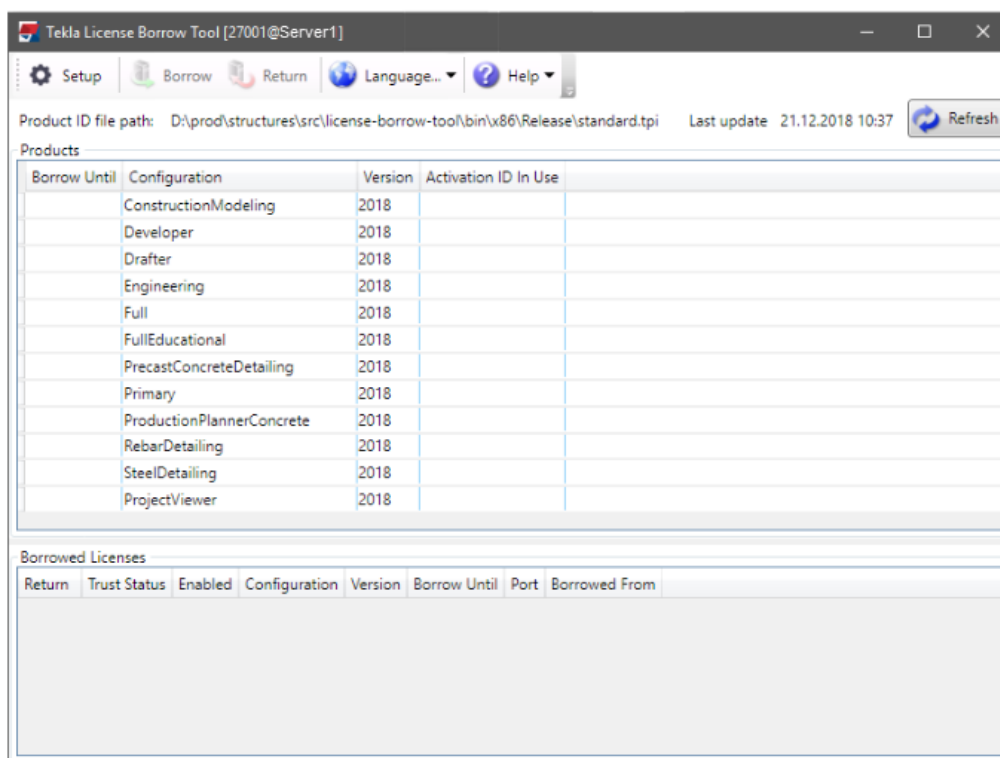 Tekla License Borrow Tool [27001@Server1]
Setup Borrow Return Language... Help
Product ID file path: D:\prod\structures\src\license-borrow-tool\bin\x86\Release\standard.tpi Last update 21.12.2018 10:37 Refresh
Products
Borrow Until Configuration Version Activation ID In Use
ConstructionModeling 2018
Developer 2018
Drafter 2018
Engineering 2018
Full 2018
FullEducational 2018
PrecastConcreteDetailing 2018
Primary 2018
ProductionPlannerConcrete 2018
RebarDetailing 2018
SteelDetailing 2018
ProjectViewer 2018
Borrowed Licenses
Return Trust Status Enabled Configuration Version Borrow Until Port Borrowed From